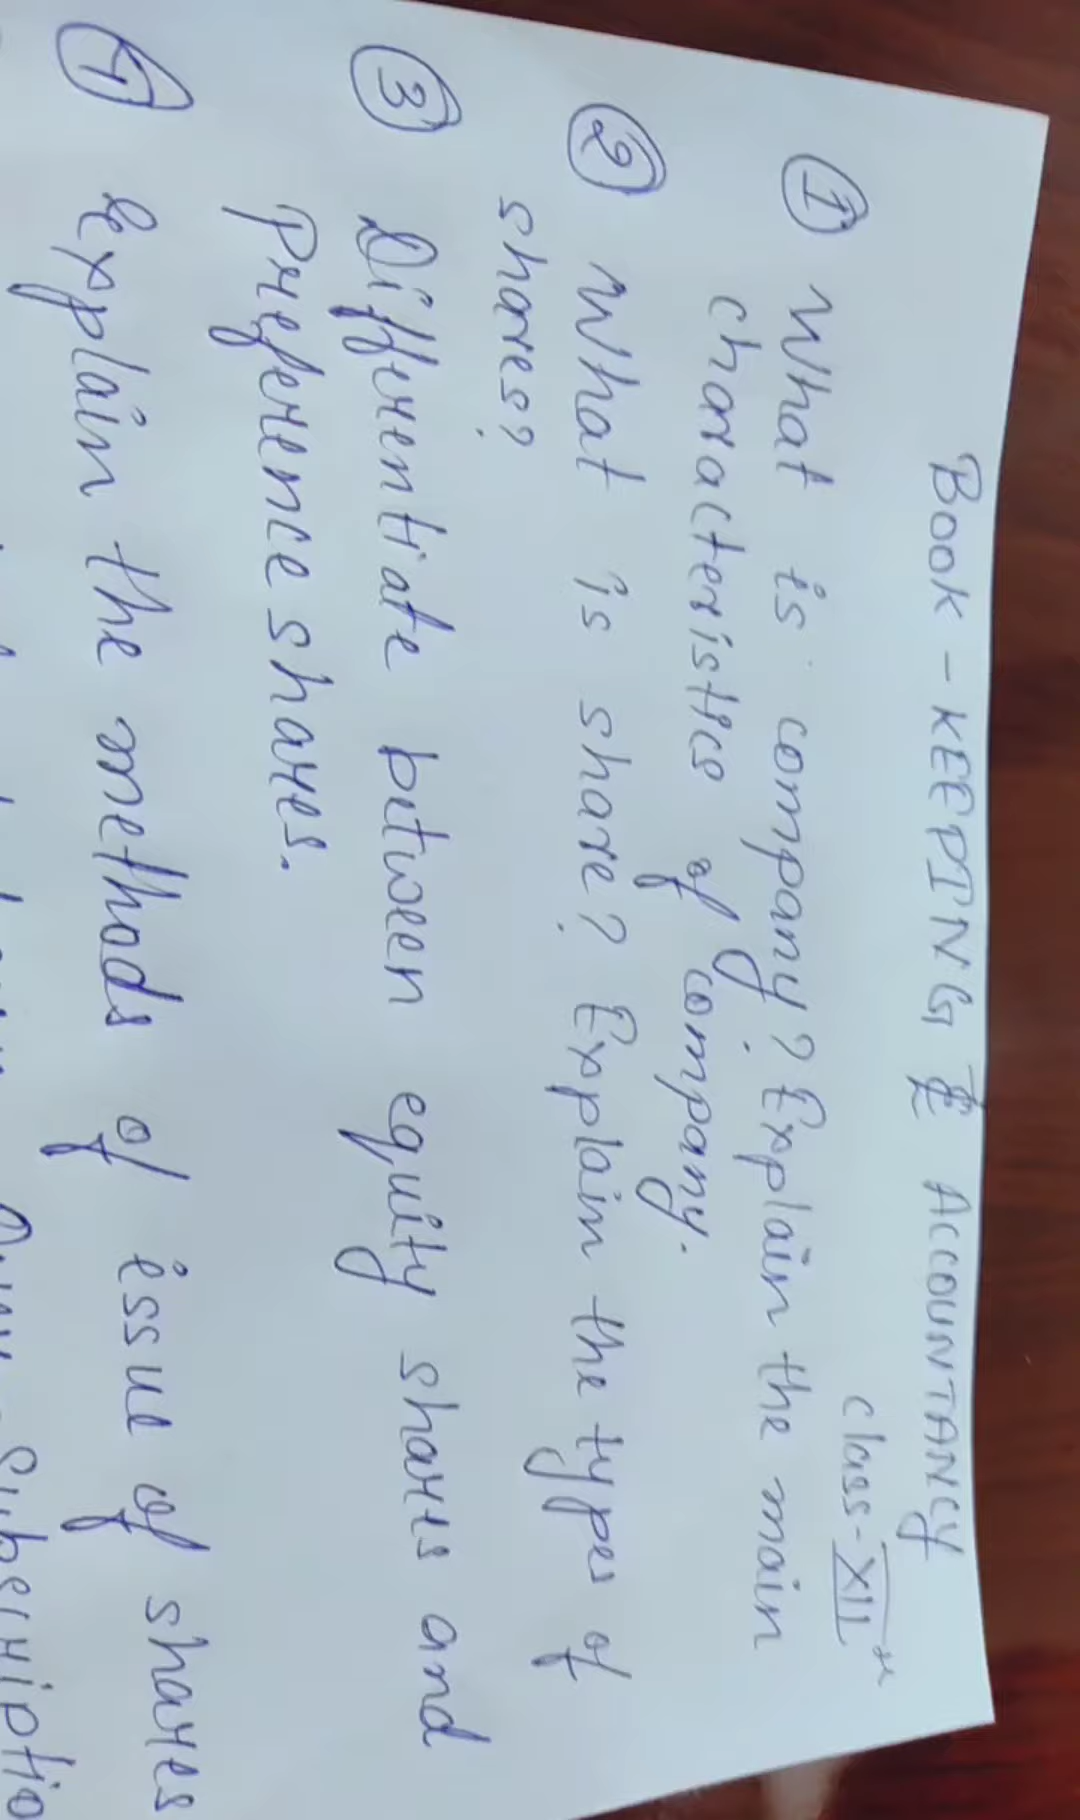 BOOK-KEEPING & ACCOUNTANCY
class-XII
① What is company? Explain the main
characteristics of company.
② What is share? Explain the types of
shares?
③ Differentiate between equity shares and
Preference shares.
④ Explain the methods of issue of shares